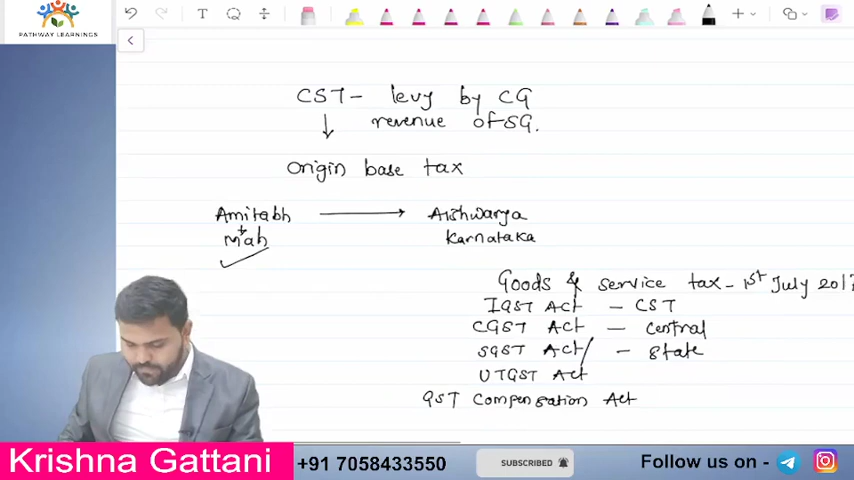 PATHWAY LEARNINGS
CST - levy by CG
revenue of SG.
Origin base tax
Amitabh → Aishwarya
Mah Karnataka
Goods & service tax - 1st July 2017
IGST Act - CST
CGST Act - Central
SGST Act/ - State
UTGST Act
GST Compensation Act
Krishna Gattani +91 7058433550 SUBSCRIBED Follow us on -